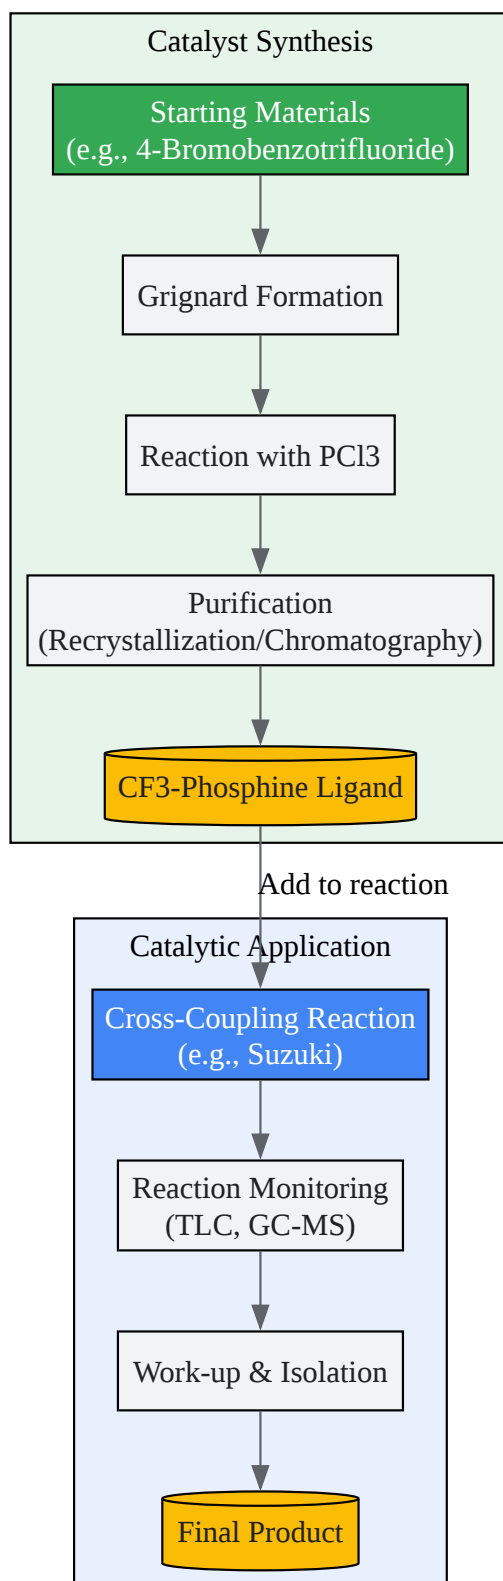 Catalyst Synthesis
Starting Materials
(e.g., 4-Bromobenzotrifluoride)
Grignard Formation
Reaction with PCl3
Purification
(Recrystallization/Chromatography)
CF3-Phosphine Ligand
Add to reaction
Catalytic Application
Cross-Coupling Reaction
(e.g., Suzuki)
Reaction Monitoring
(TLC, GC-MS)
Work-up & Isolation
Final Product